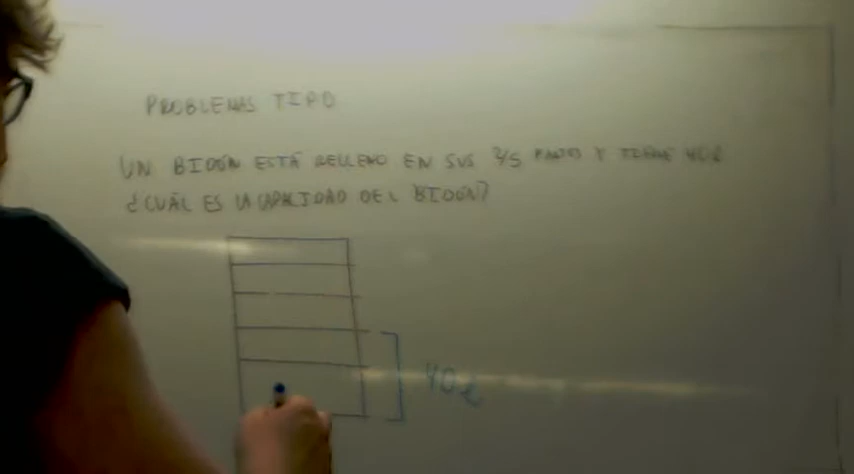 PROBLEMAS TIPO
UN BIDÓN ESTÁ RELLENO EN SUS 2/5 PARTES Y TIENE 40 ℓ
¿CUÁL ES LA CAPACIDAD DEL BIDÓN?
40 ℓ